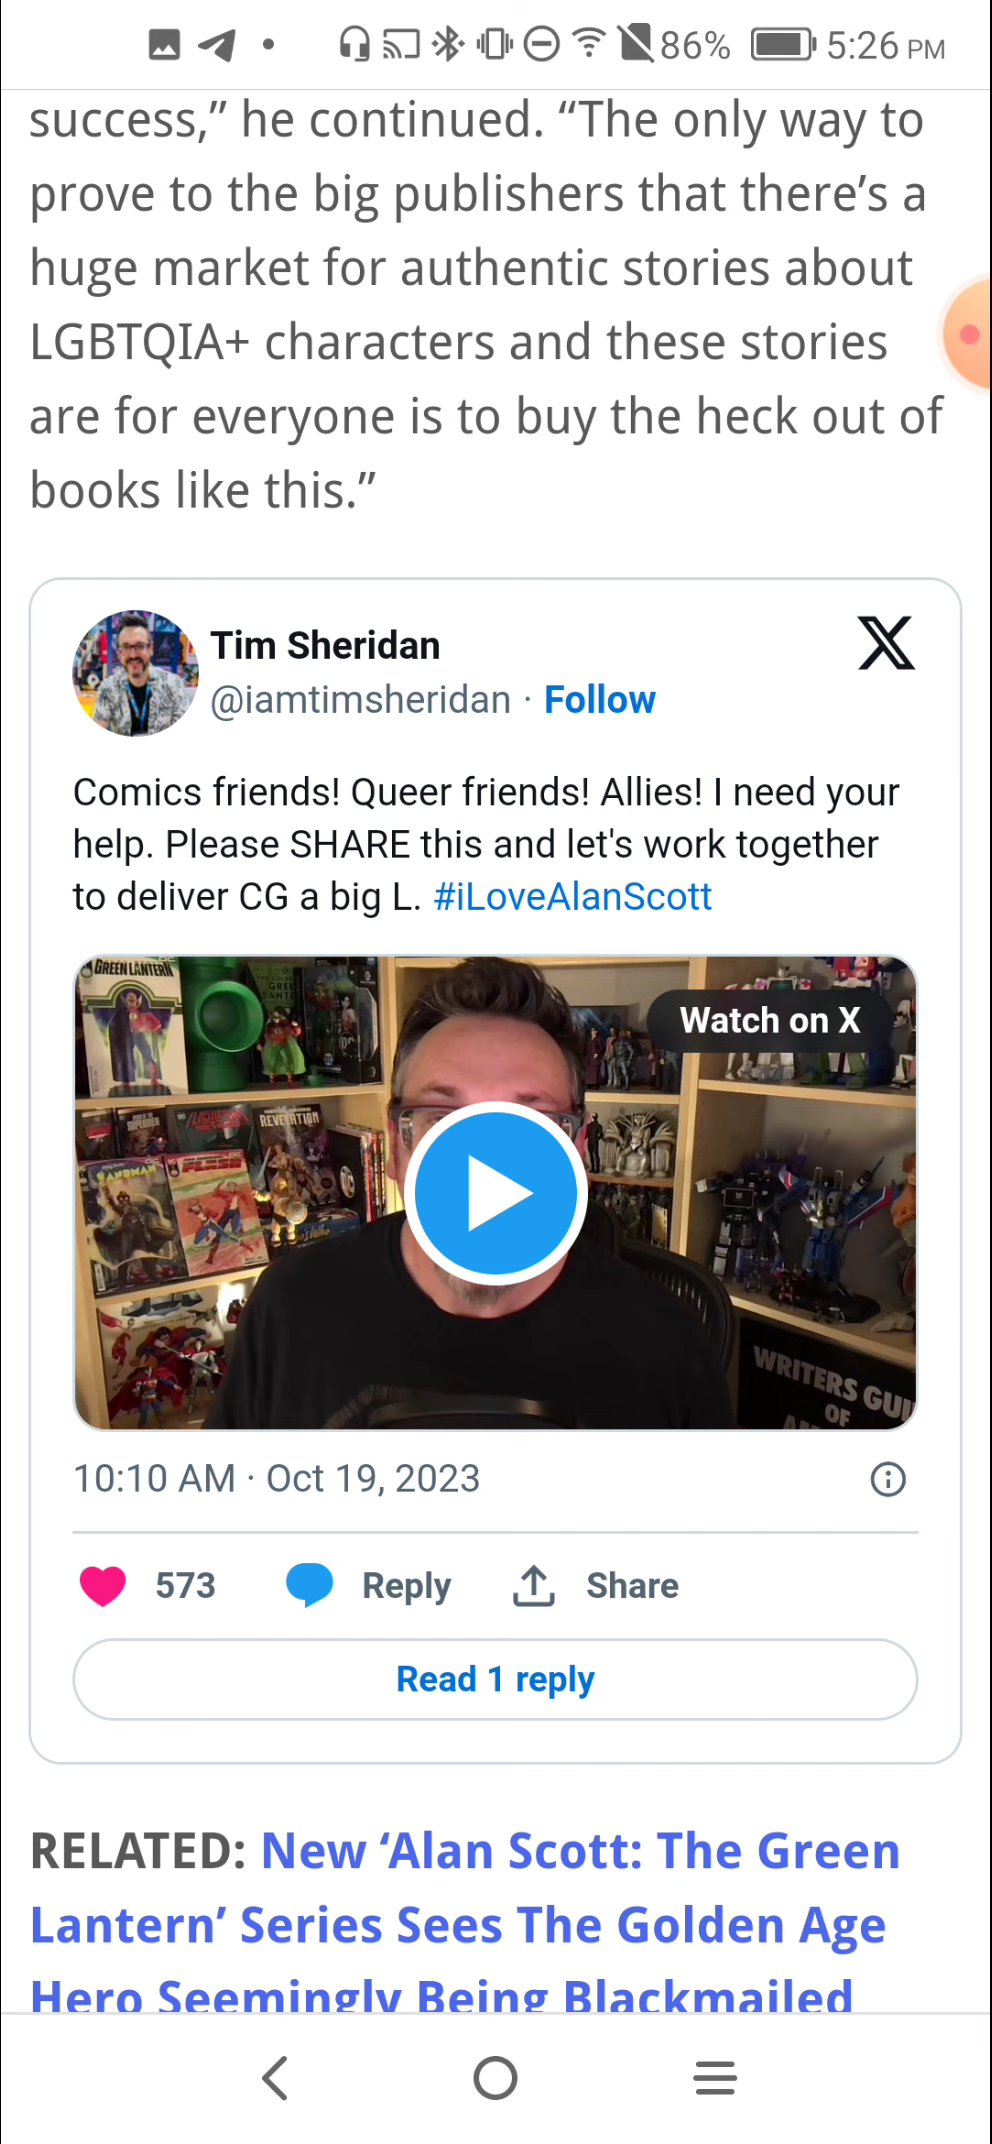 86% 5:26 PM
success,” he continued. “The only way to
prove to the big publishers that there’s a
huge market for authentic stories about
LGBTQIA+ characters and these stories
are for everyone is to buy the heck out of
books like this.”
Tim Sheridan
@iamtimsheridan · Follow
Comics friends! Queer friends! Allies! I need your
help. Please SHARE this and let's work together
to deliver CG a big L. #iLoveAlanScott
GREEN LANTERN
Watch on X
REVELATION
SANDMAN
FLASH
WRITERS GUI
OF
10:10 AM · Oct 19, 2023
573 Reply Share
Read 1 reply
RELATED: New ‘Alan Scott: The Green
Lantern’ Series Sees The Golden Age
Hero Seemingly Being Blackmailed